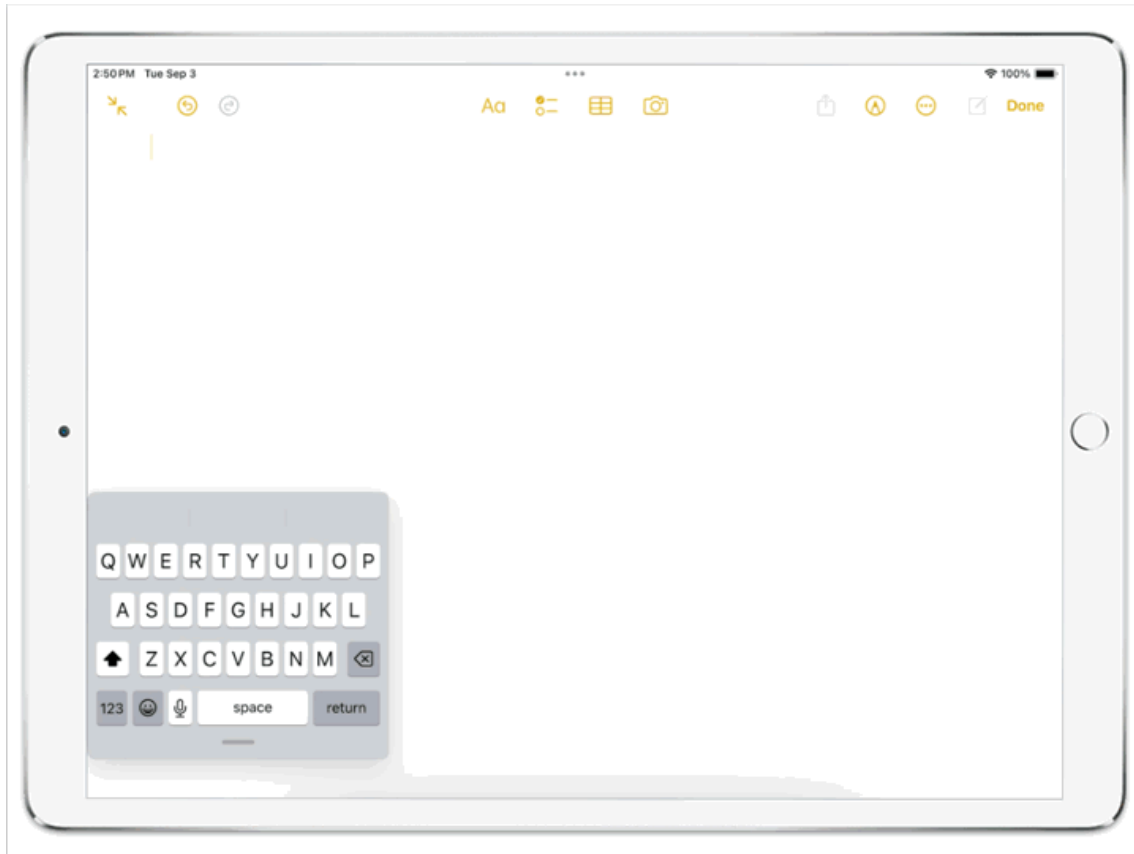 2:50 PM Tue Sep 3 100%
Aa Done
Q W E R T Y U I O P
A S D F G H J K L
Z X C V B N M
123 space return